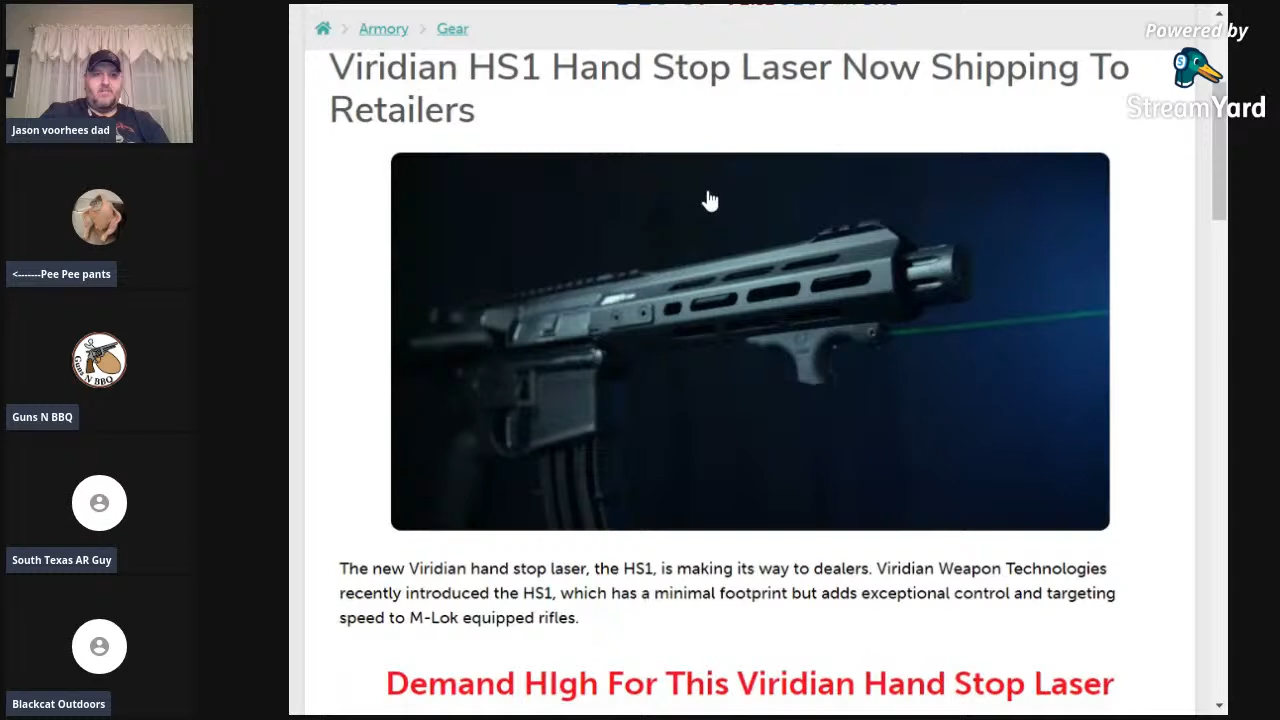 Armory
Gear
Powered by
StreamYard
Viridian HS1 Hand Stop Laser Now Shipping To
Retailers
Jason voorhees dad
<-------Pee Pee pants
Guns N BBQ
Guns N BBQ
South Texas AR Guy
Blackcat Outdoors
The new Viridian hand stop laser, the HS1, is making its way to dealers. Viridian Weapon Technologies
recently introduced the HS1, which has a minimal footprint but adds exceptional control and targeting
speed to M-Lok equipped rifles.
Demand HIgh For This Viridian Hand Stop Laser